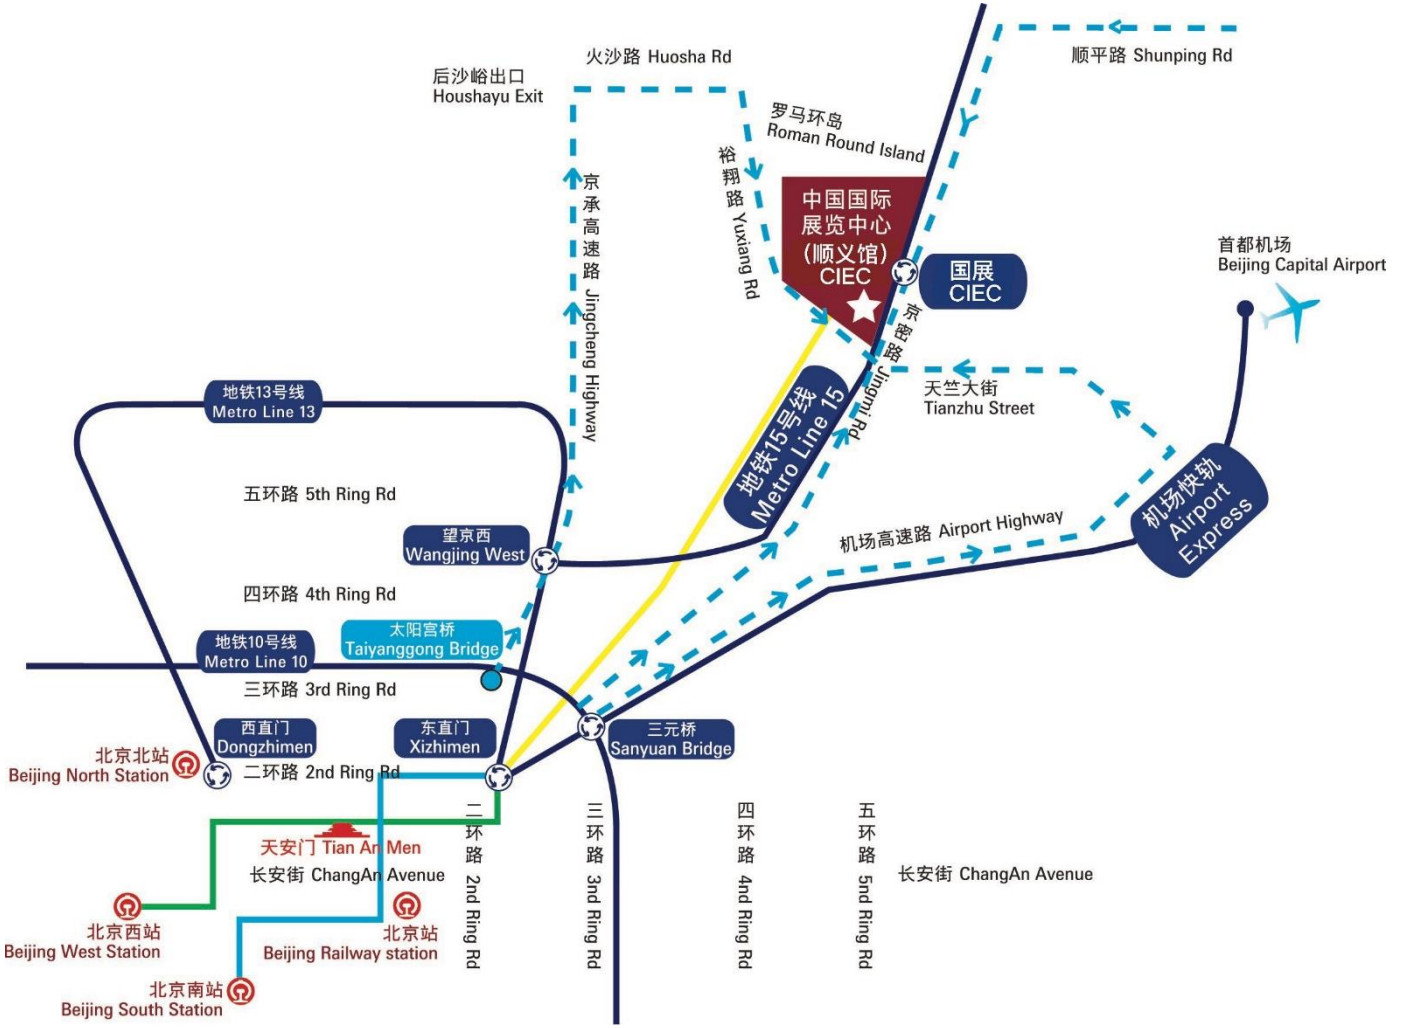 火沙路 Huosha Rd
顺平路 Shunping Rd
后沙峪出口
Houshayu Exit
罗马环岛
Roman Round Island
裕翔路 Yuxiang Rd
京承高速路 Jingcheng Highway
中国国际
展览中心
(顺义馆)
CIEC
国展
CIEC
首都机场
Beijing Capital Airport
京密路 Jingmi Rd
天竺大街
Tianzhu Street
地铁13号线
Metro Line 13
地铁15号线
Metro Line 15
机场快轨
Airport
Express
五环路 5th Ring Rd
望京西
Wangjing West
机场高速路 Airport Highway
四环路 4th Ring Rd
太阳宫桥
Taiyanggong Bridge
地铁10号线
Metro Line 10
三环路 3rd Ring Rd
西直门
Dongzhimen
东直门
Xizhimen
三元桥
Sanyuan Bridge
北京北站
Beijing North Station
二环路 2nd Ring Rd
天安门 Tian An Men
长安街 ChangAn Avenue
二环路 2nd Ring Rd
三环路 3nd Ring Rd
四环路 4nd Ring Rd
五环路 5nd Ring Rd
长安街 ChangAn Avenue
北京西站
Beijing West Station
北京站
Beijing Railway station
北京南站
Beijing South Station